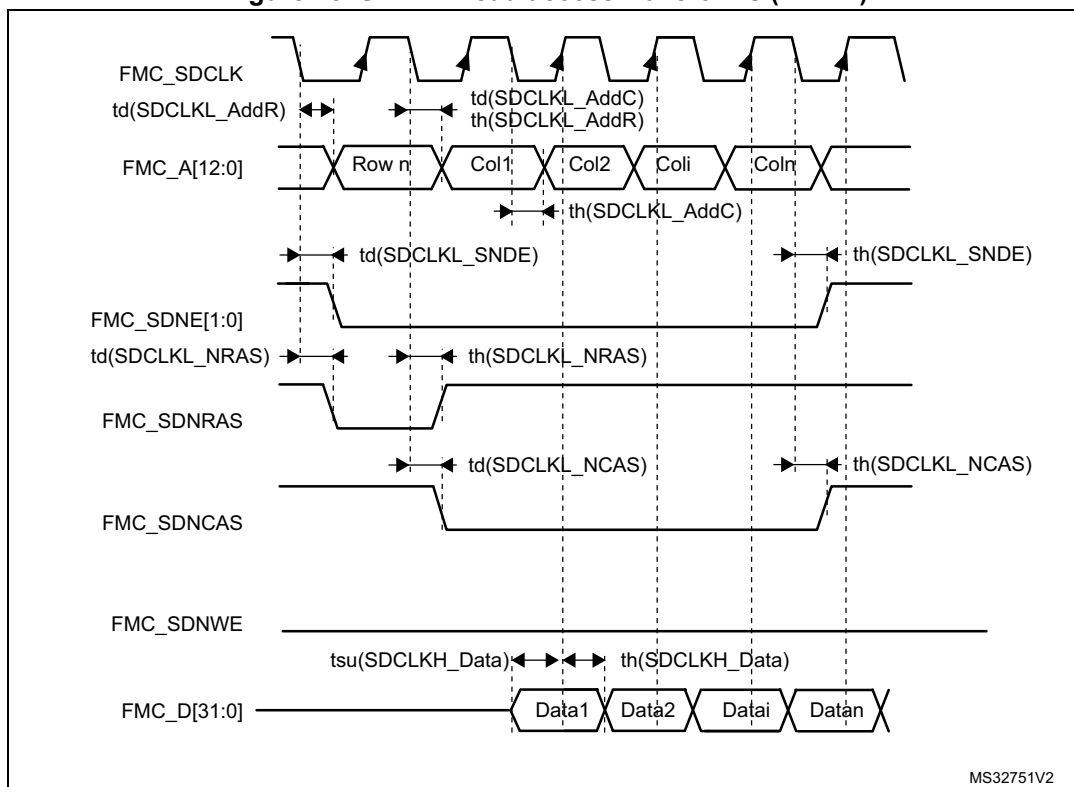 FMC_SDCLK
td(SDCLKL_AddR)
td(SDCLKL_AddC)
th(SDCLKL_AddR)
FMC_A[12:0]
Row n
Col1
Col2
Coli
Coln
th(SDCLKL_AddC)
td(SDCLKL_SNDE)
th(SDCLKL_SNDE)
FMC_SDNE[1:0]
td(SDCLKL_NRAS)
th(SDCLKL_NRAS)
FMC_SDNRAS
td(SDCLKL_NCAS)
th(SDCLKL_NCAS)
FMC_SDNCAS
FMC_SDNWE
tsu(SDCLKH_Data)
th(SDCLKH_Data)
FMC_D[31:0]
Data1
Data2
Datai
Datan
MS32751V2